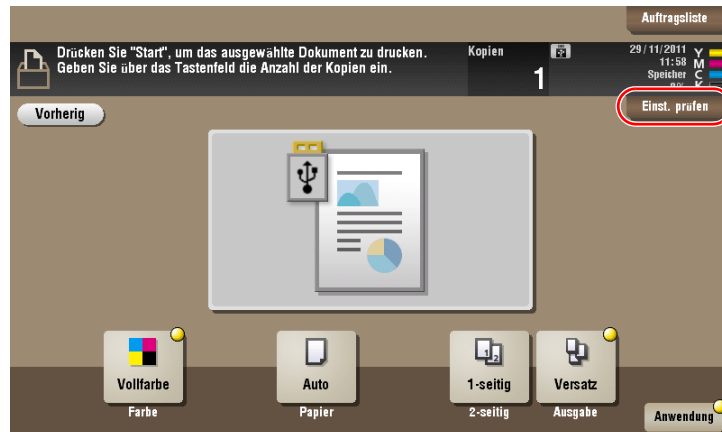 Auftragsliste
Drücken Sie "Start", um das ausgewählte Dokument zu drucken.
Geben Sie über das Tastenfeld die Anzahl der Kopien ein.
Kopien
1
29/11/2011
11:58
Speicher
Y
M
C
K
Einst. prüfen
Vorherig
1 2
Vollfarbe
Auto
1-seitig
Versatz
Farbe
Papier
2-seitig
Ausgabe
Anwendung